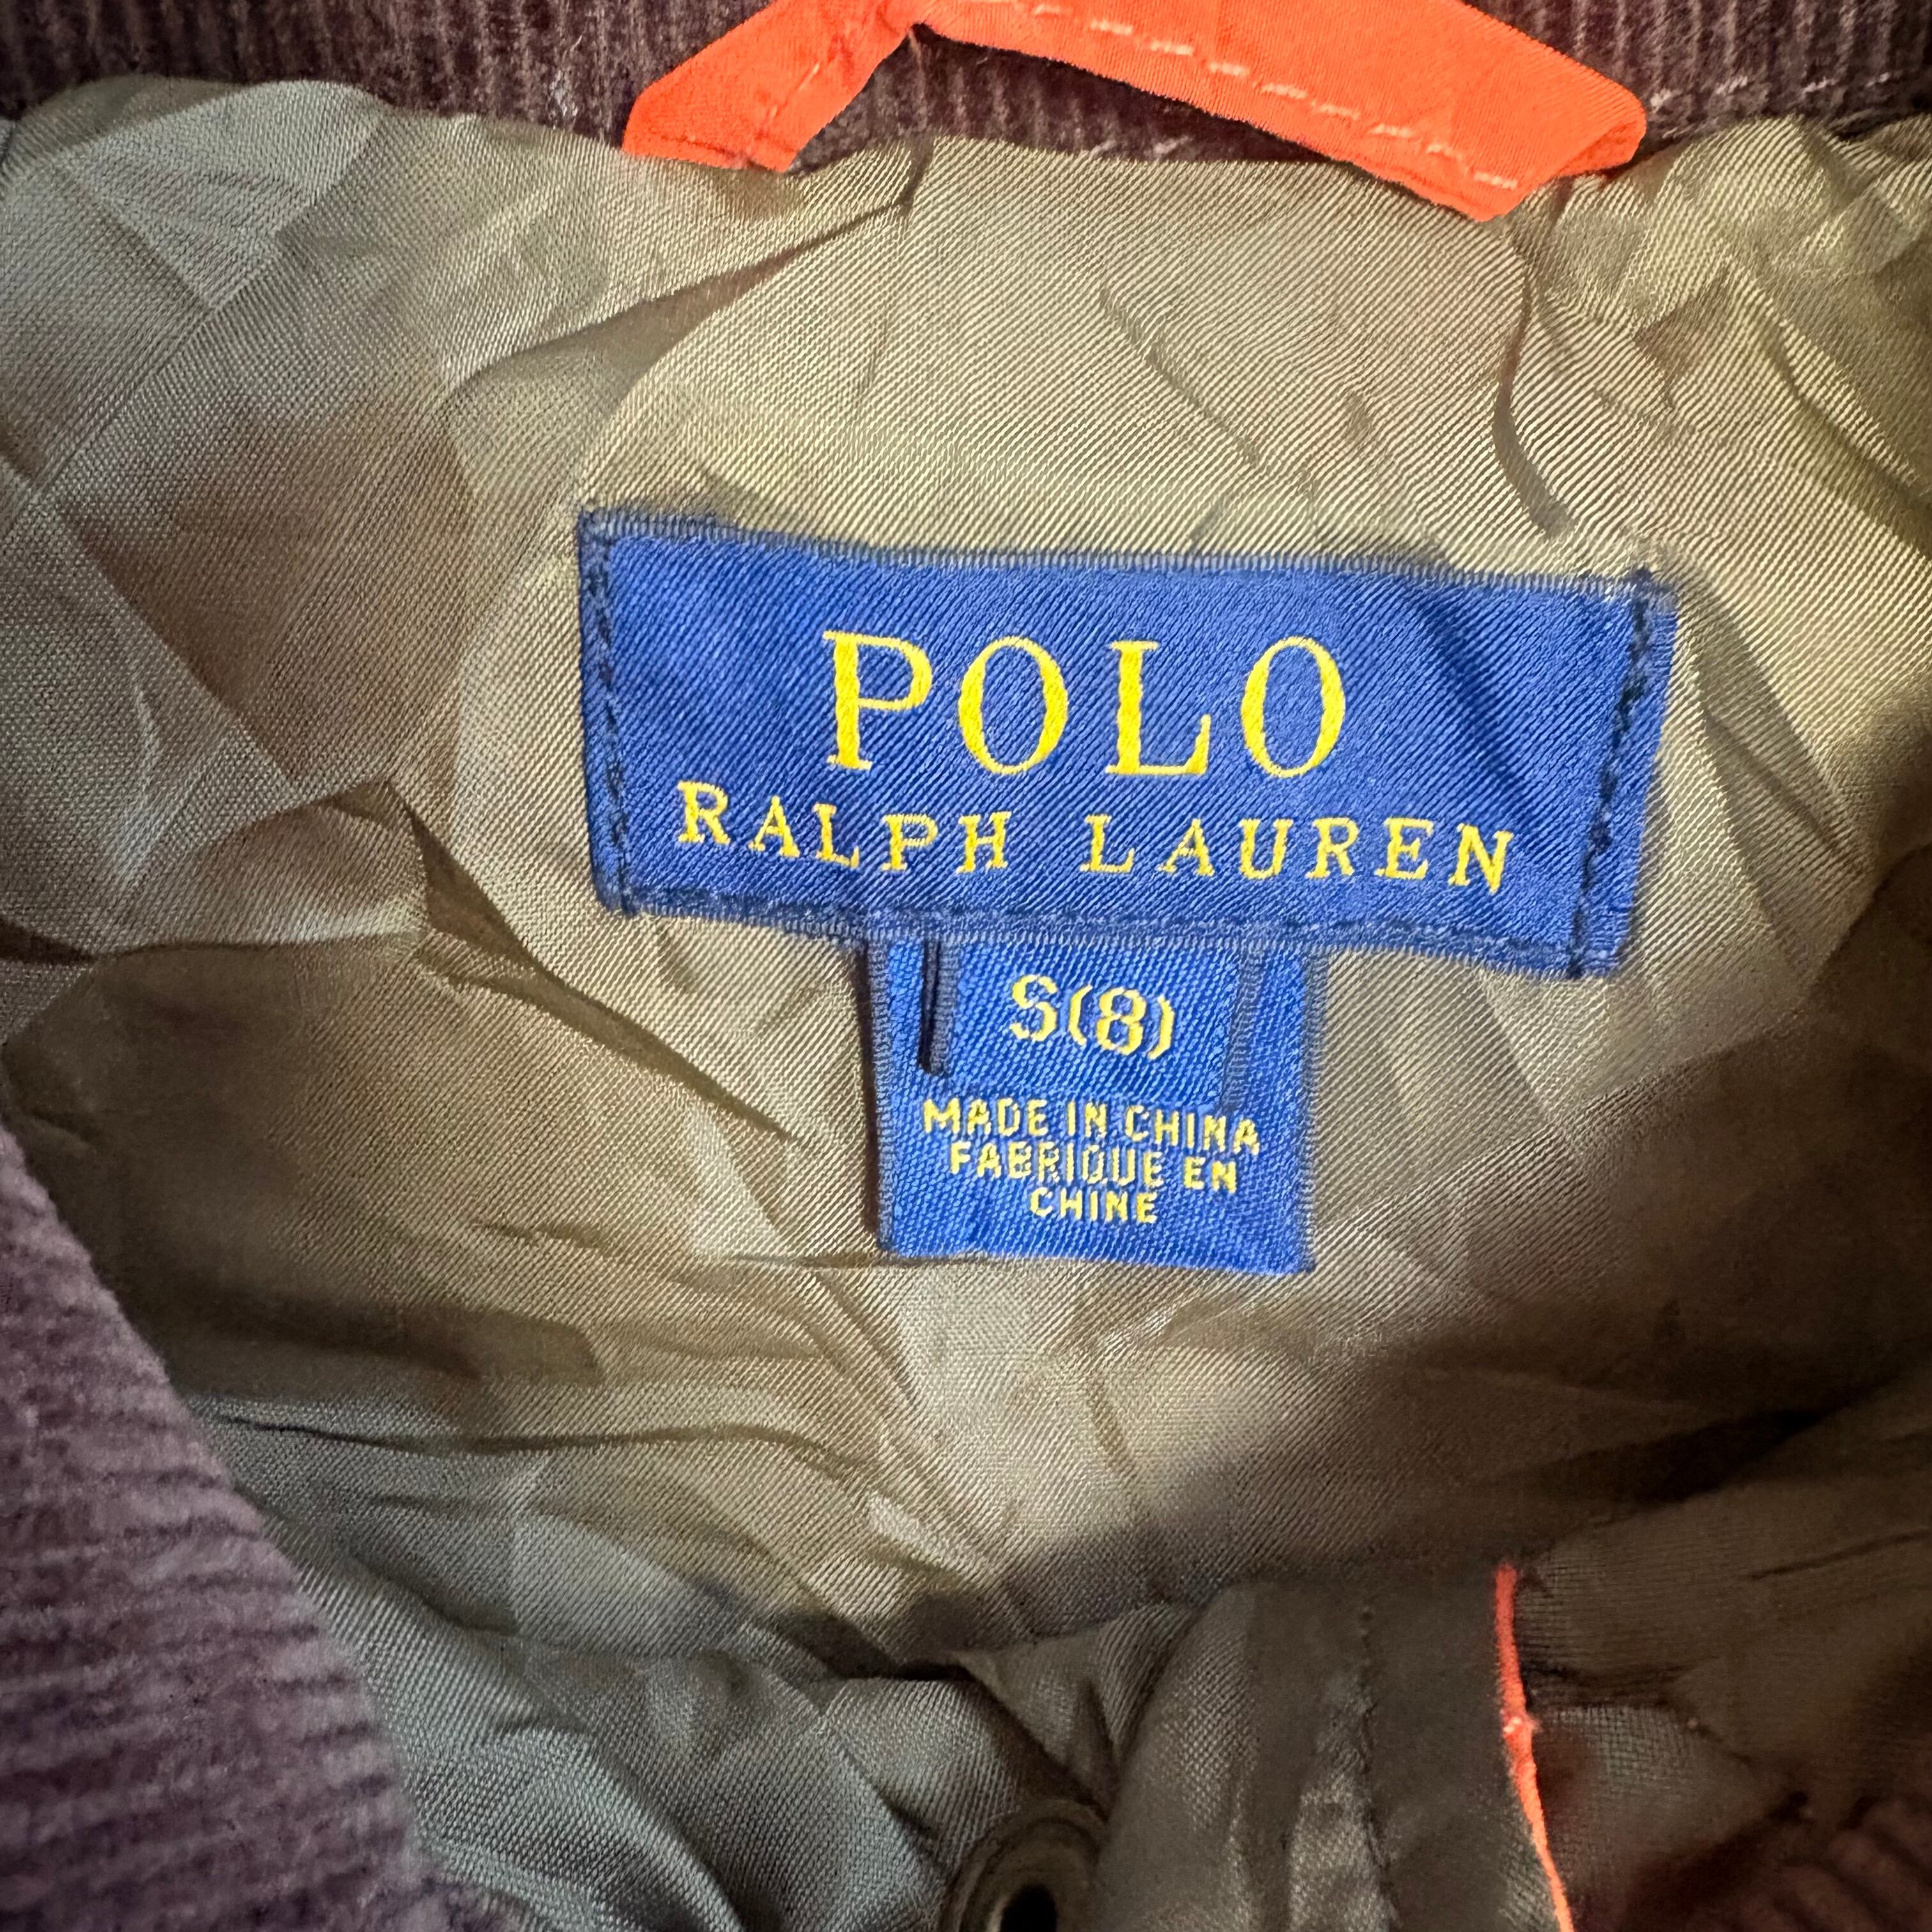 POLO
RALPH LAUREN
S(8)
MADE IN CHINA
FABRIQUE EN
CHINE